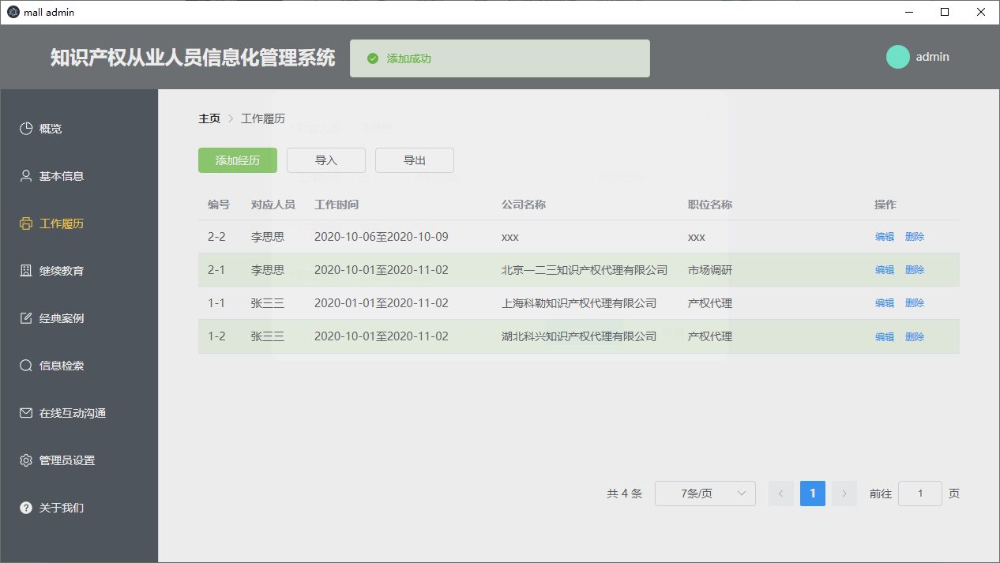 mall admin
知识产权从业人员信息化管理系统
添加成功
admin
概览
基本信息
工作履历
继续教育
经典案例
信息检索
在线互动沟通
管理员设置
关于我们
主页 > 工作履历
添加经历 导入 导出
编号 对应人员 工作时间 公司名称 职位名称 操作
2-2 李思思 2020-10-06至2020-10-09 xxx xxx 编辑 删除
2-1 李思思 2020-10-01至2020-11-02 北京一二三知识产权代理有限公司 市场调研 编辑 删除
1-1 张三三 2020-01-01至2020-11-02 上海科勒知识产权代理有限公司 产权代理 编辑 删除
1-2 张三三 2020-10-01至2020-11-02 湖北科兴知识产权代理有限公司 产权代理 编辑 删除
共 4 条 7条/页 < 1 > 前往 1 页